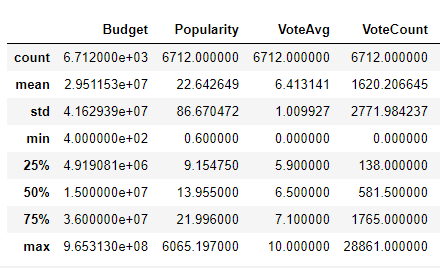 Budget Popularity VoteAvg VoteCount
count 6.712000e+03 6712.000000 6712.000000 6712.000000
mean 2.951153e+07 22.642649 6.413141 1620.206645
std 4.162939e+07 86.670472 1.009927 2771.984237
min 4.000000e+02 0.600000 0.000000 0.000000
25% 4.919081e+06 9.154750 5.900000 138.000000
50% 1.500000e+07 13.955000 6.500000 581.500000
75% 3.600000e+07 21.996000 7.100000 1765.000000
max 9.653130e+08 6065.197000 10.000000 28861.000000